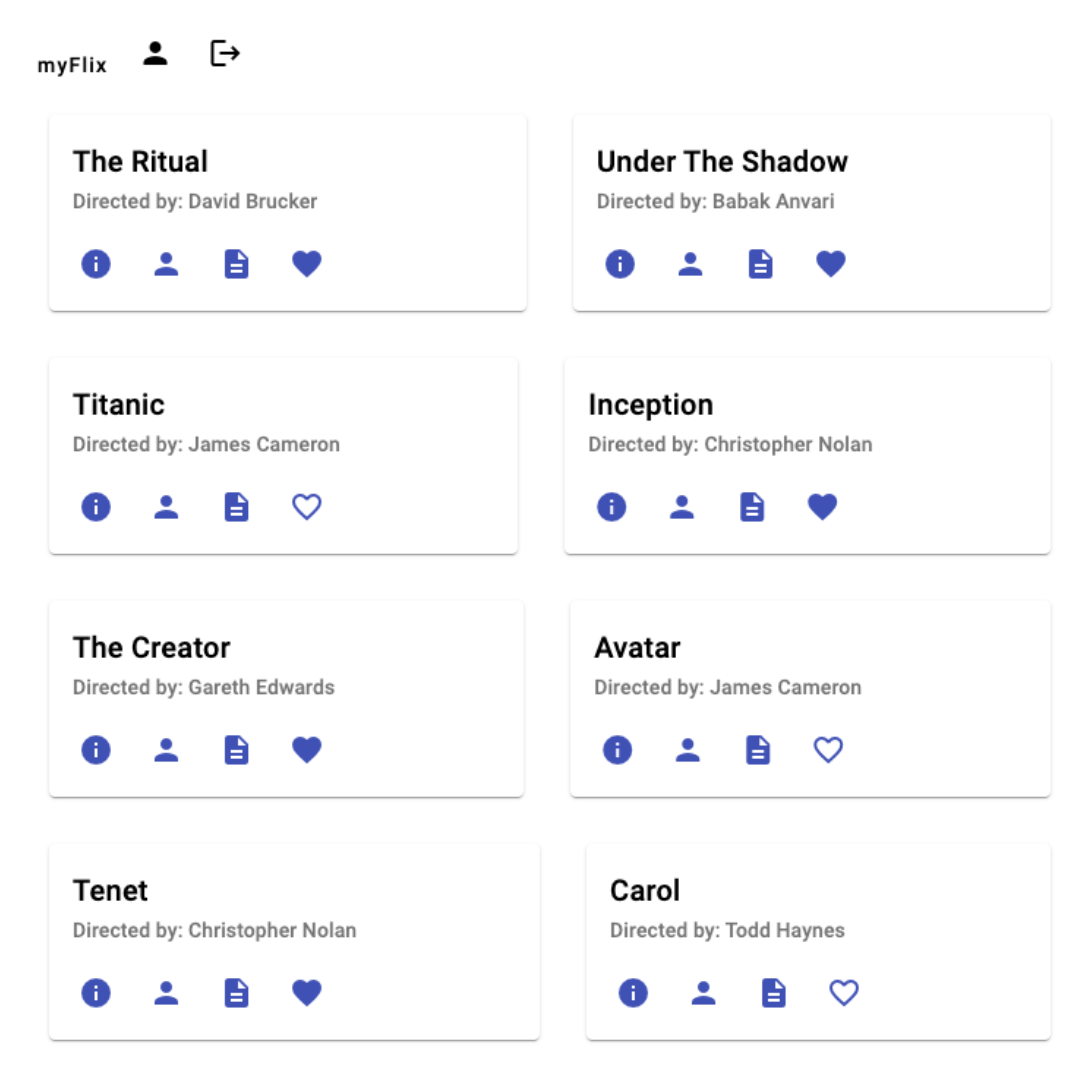 myFlix
The Ritual
Directed by: David Brucker
Under The Shadow
Directed by: Babak Anvari
Titanic
Directed by: James Cameron
Inception
Directed by: Christopher Nolan
The Creator
Directed by: Gareth Edwards
Avatar
Directed by: James Cameron
Tenet
Directed by: Christopher Nolan
Carol
Directed by: Todd Haynes